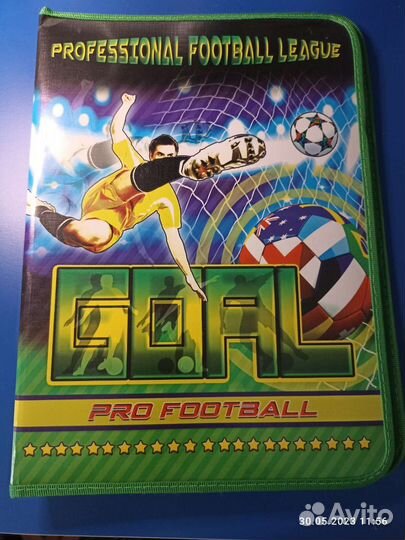 PROFESSIONAL FOOTBALL LEAGUE
GOAL
PRO FOOTBALL
30.05.2023 11:56
Avito